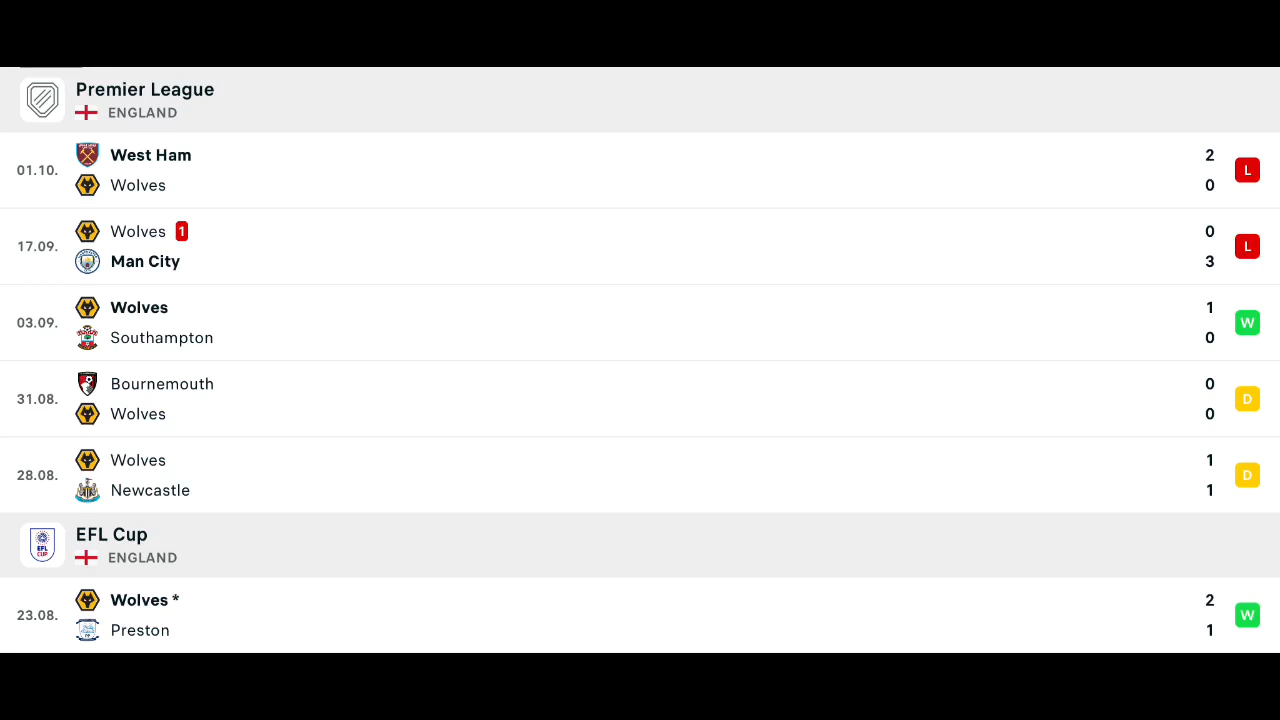 Premier League
ENGLAND
01.10.
West Ham
2
Wolves
0
L
17.09.
Wolves 1
0
Man City
3
L
03.09.
Wolves
1
Southampton
0
W
31.08.
Bournemouth
0
Wolves
0
D
28.08.
Wolves
1
Newcastle
1
D
EFL CUP
EFL Cup
ENGLAND
23.08.
Wolves *
2
Preston
1
W